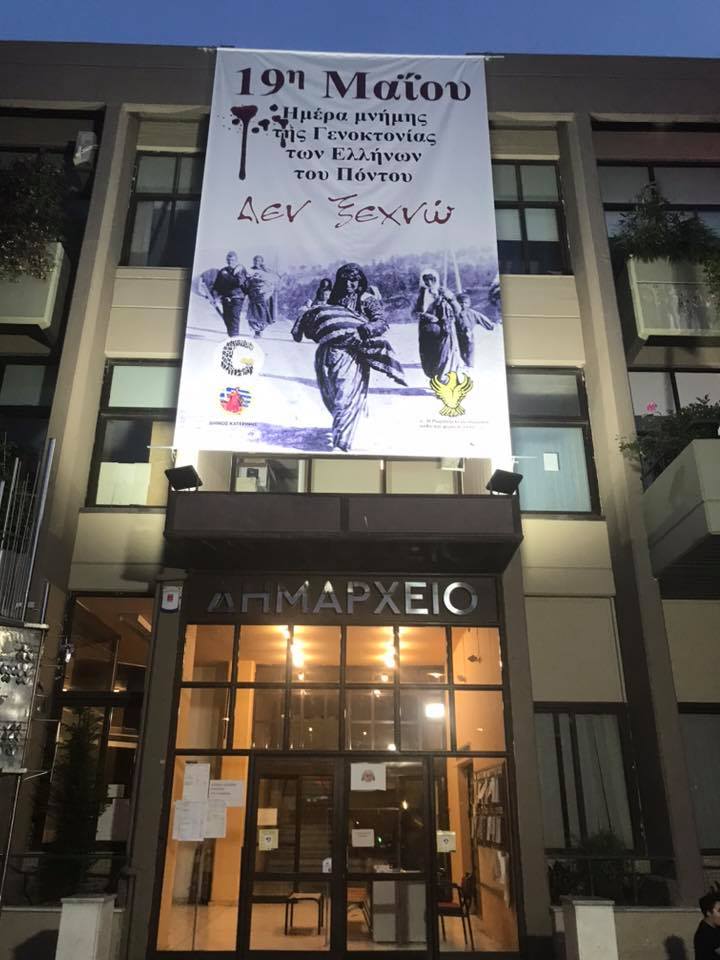 19η Μαΐου
Ημέρα μνήμης
της Γενοκτονίας
των Ελλήνων
του Πόντου
Δεν ξεχνώ
ΔΗΜΟΣ ΚΑΤΕΡΙΝΗΣ
ΔΗΜΑΡΧΕΙΟ